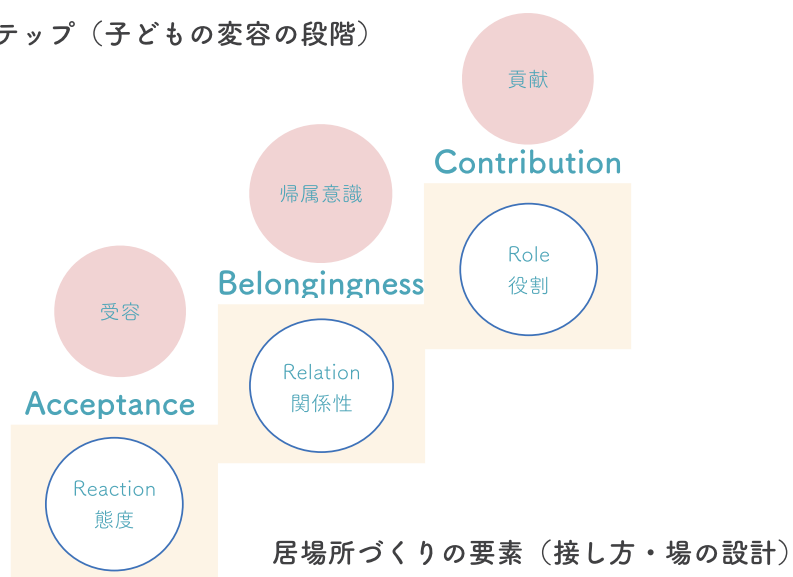 テップ（子どもの変容の段階）
貢献
Contribution
帰属意識
Role
役割
Belongingness
受容
Relation
関係性
Acceptance
Reaction
態度
居場所づくりの要素（接し方・場の設計）